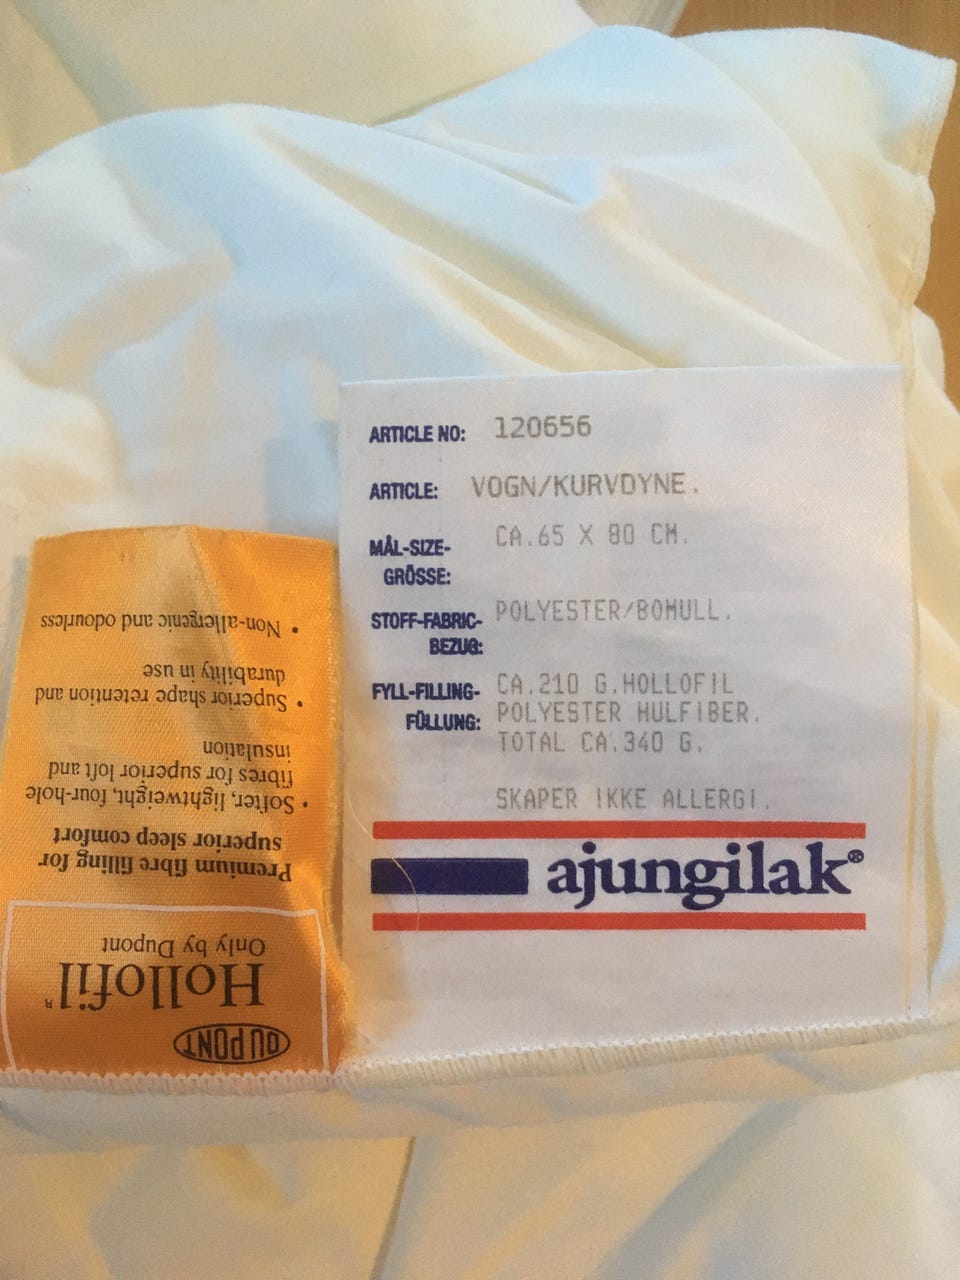 ARTICLE NO: 120656
ARTICLE: VOGN/KURVDYNE.
MÅL-SIZE- CA.65 X 80 CM.
GRÖSSE:
STOFF-FABRIC- POLYESTER/BOMULL.
BEZUG:
FYLL-FILLING- CA.210 G.HOLLOFIL
FÜLLUNG: POLYESTER HULFIBER.
TOTAL CA.340 G.
SKAPER IKKE ALLERGI.
ajungilak®
DU PONT
Hollofil®
Only by Dupont
Premium fibre filling for
superior sleep comfort
• Softer, lightweight, four-hole
fibres for superior loft and
insulation
• Superior shape retention and
durability in use
• Non-allergenic and odourless